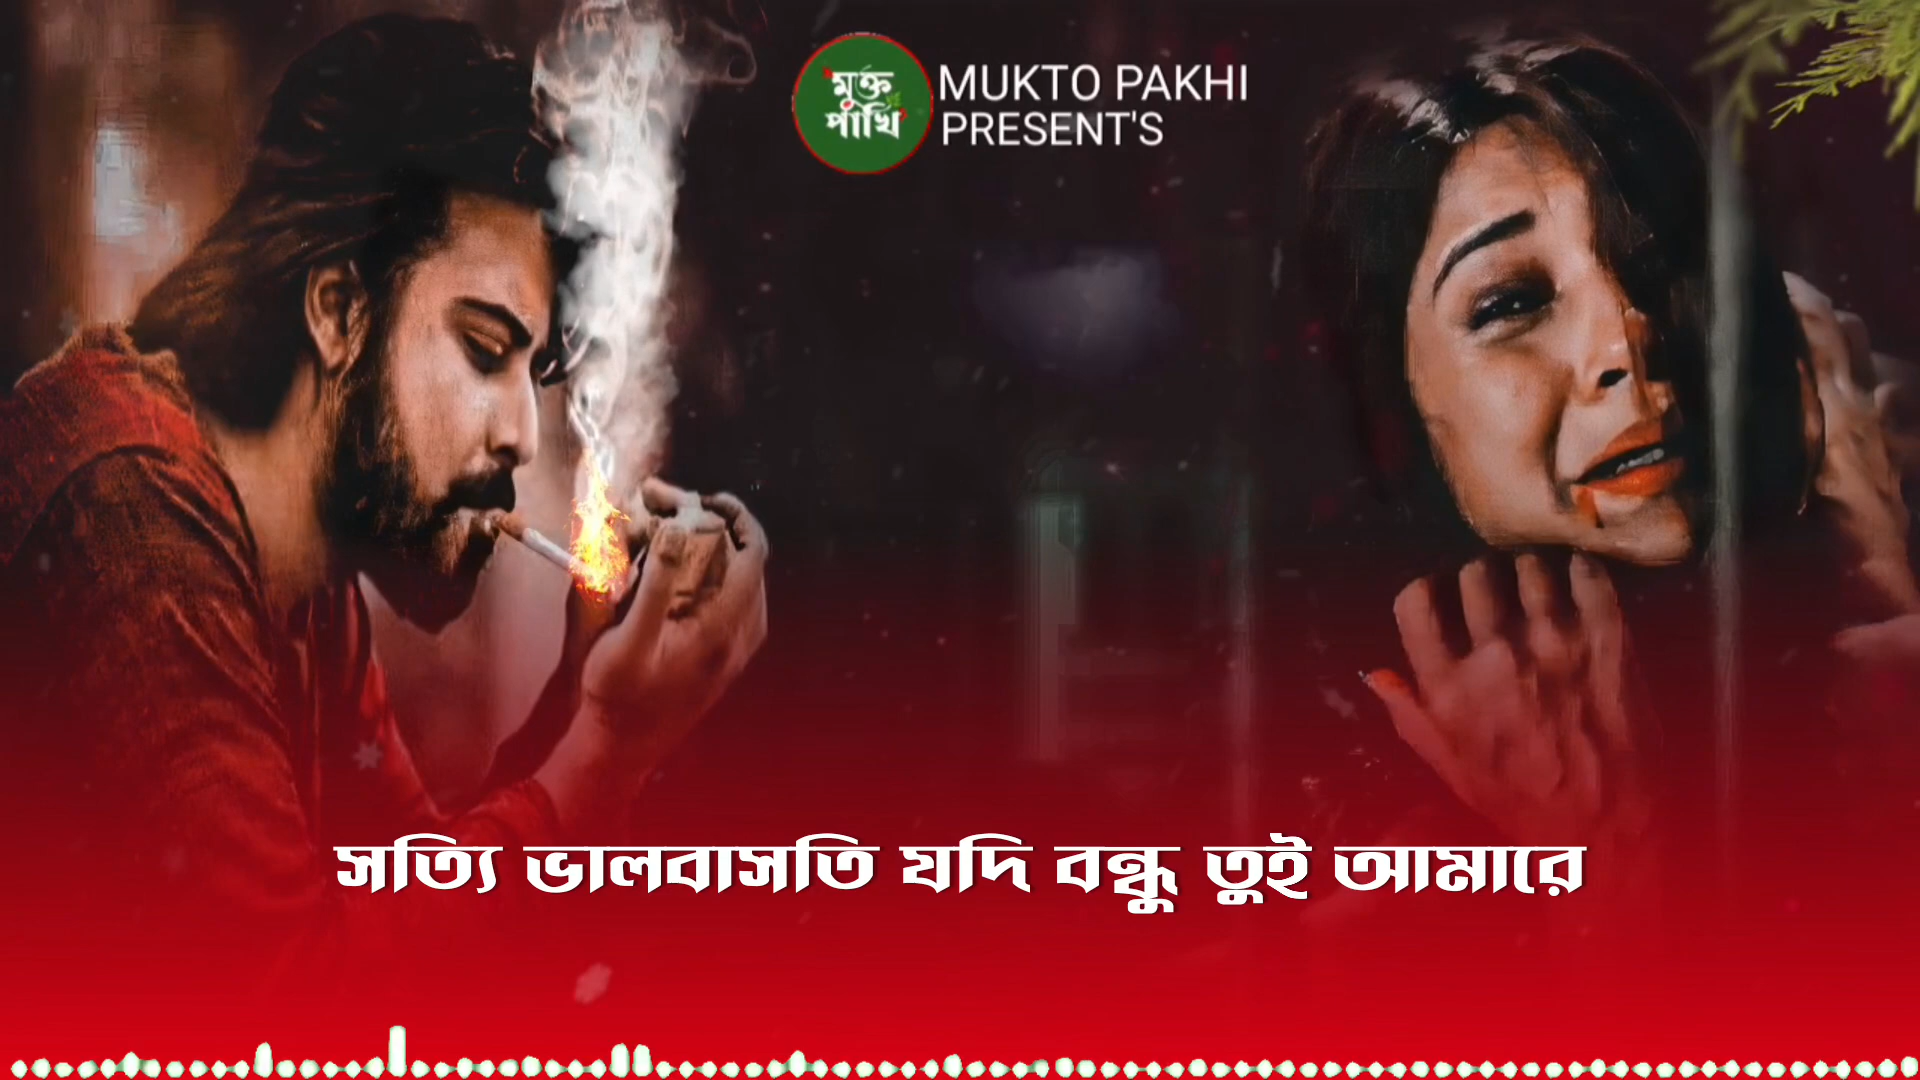 মুক্ত
পাখি
MUKTO PAKHI
PRESENT'S
সত্যি ভালবাসতি যদি বন্ধু তুই আমারে